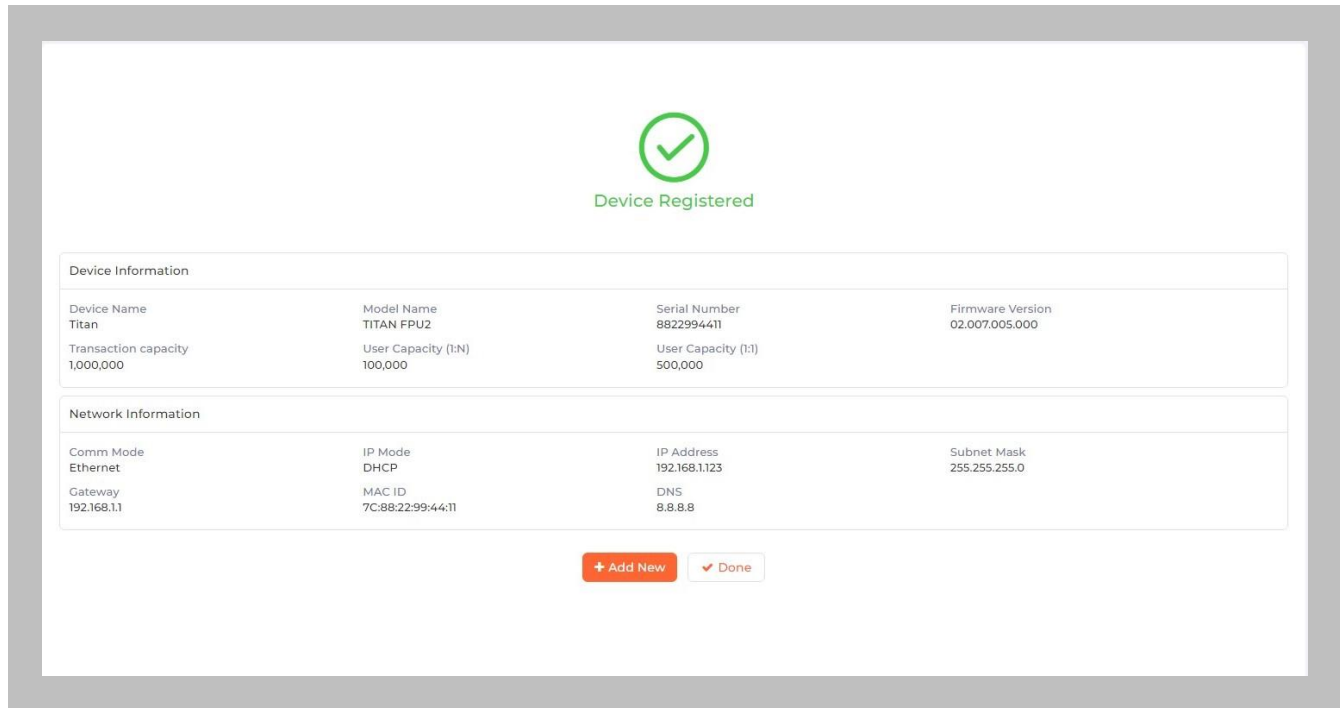 Device Registered
Device Information
Device Name Model Name Serial Number Firmware Version
Titan TITAN FPU2 8822994411 02.007.005.000
Transaction capacity User Capacity (1:N) User Capacity (1:1)
1,000,000 100,000 500,000
Network Information
Comm Mode IP Mode IP Address Subnet Mask
Ethernet DHCP 192.168.1.123 255.255.255.0
Gateway MAC ID DNS
192.168.1.1 7C:88:22:99:44:11 8.8.8.8
+ Add New ✔ Done